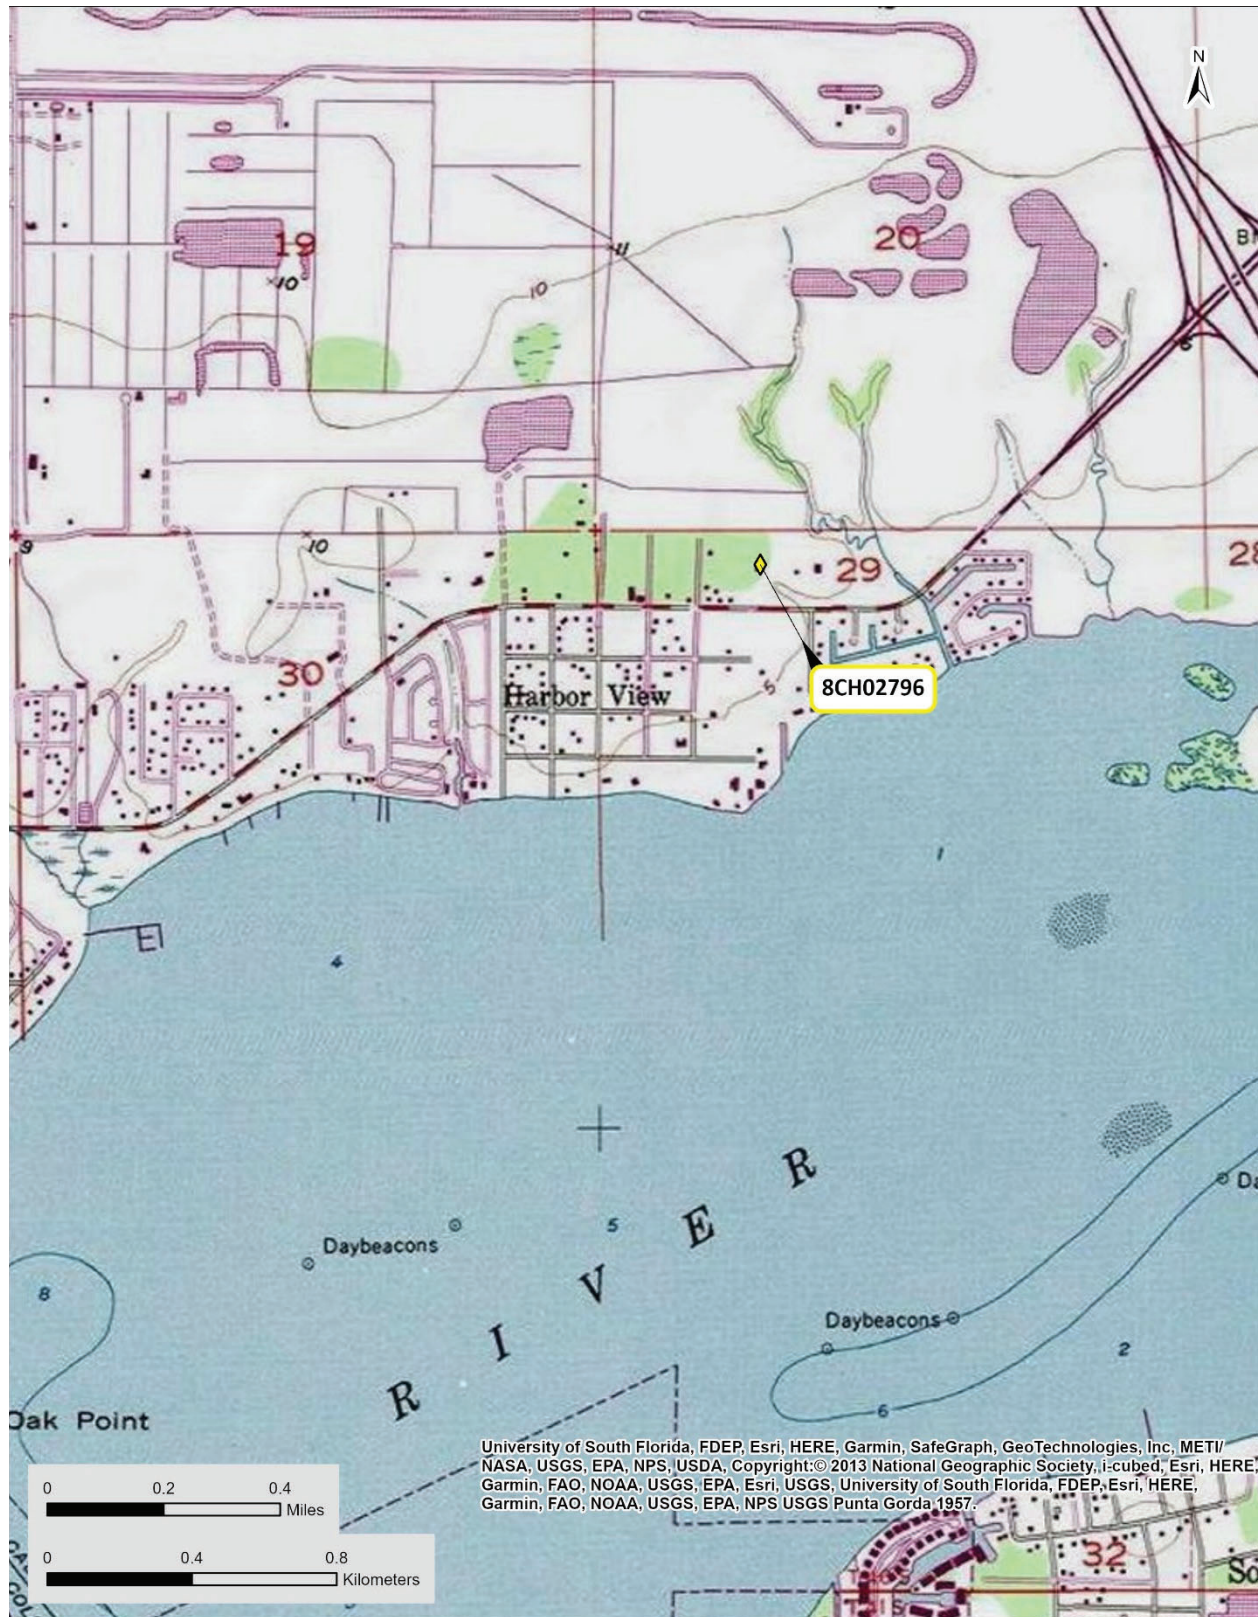 N
19
20
11
10
10
6
9
10
29
28
30
5
8CH02796
Harbor View
1
4
RIVER
5
Daybeacons
8
Daybeacons
2
6
Oak Point
University of South Florida, FDEP, Esri, HERE, Garmin, SafeGraph, GeoTechnologies, Inc, METI/
NASA, USGS, EPA, NPS, USDA, Copyright:© 2013 National Geographic Society, i-cubed, Esri, HERE,
Garmin, FAO, NOAA, USGS, EPA, Esri, USGS, University of South Florida, FDEP, Esri, HERE,
Garmin, FAO, NOAA, USGS, EPA, NPS USGS Punta Gorda 1957.
0 0.2 0.4
Miles
0 0.4 0.8
Kilometers
32
So